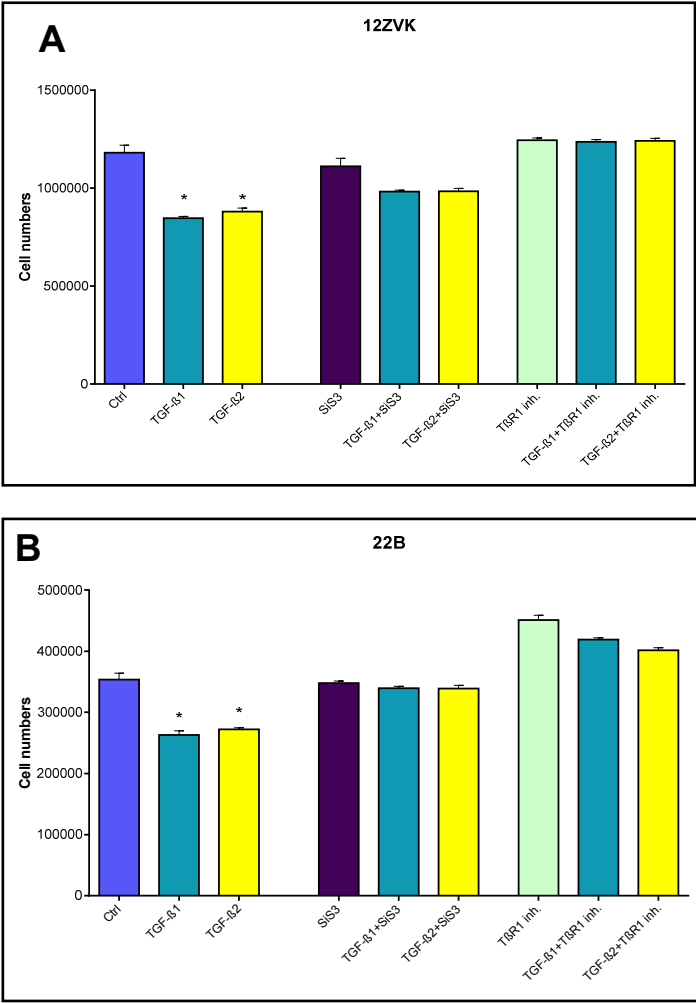 A
12ZVK
1500000
1000000
500000
0
Cell numbers
*
*
Ctrl
TGF-ß1
TGF-ß2
SiS3
TGF-ß1+SiS3
TGF-ß2+SiS3
TßR1 inh.
TGF-ß1+TßR1 inh.
TGF-ß2+TßR1 inh.
B
22B
500000
400000
300000
200000
100000
0
Cell numbers
*
*
Ctrl
TGF-ß1
TGF-ß2
SiS3
TGF-ß1+SiS3
TGF-ß2+SiS3
TßR1 inh.
TGF-ß1+TßR1 inh.
TGF-ß2+TßR1 inh.